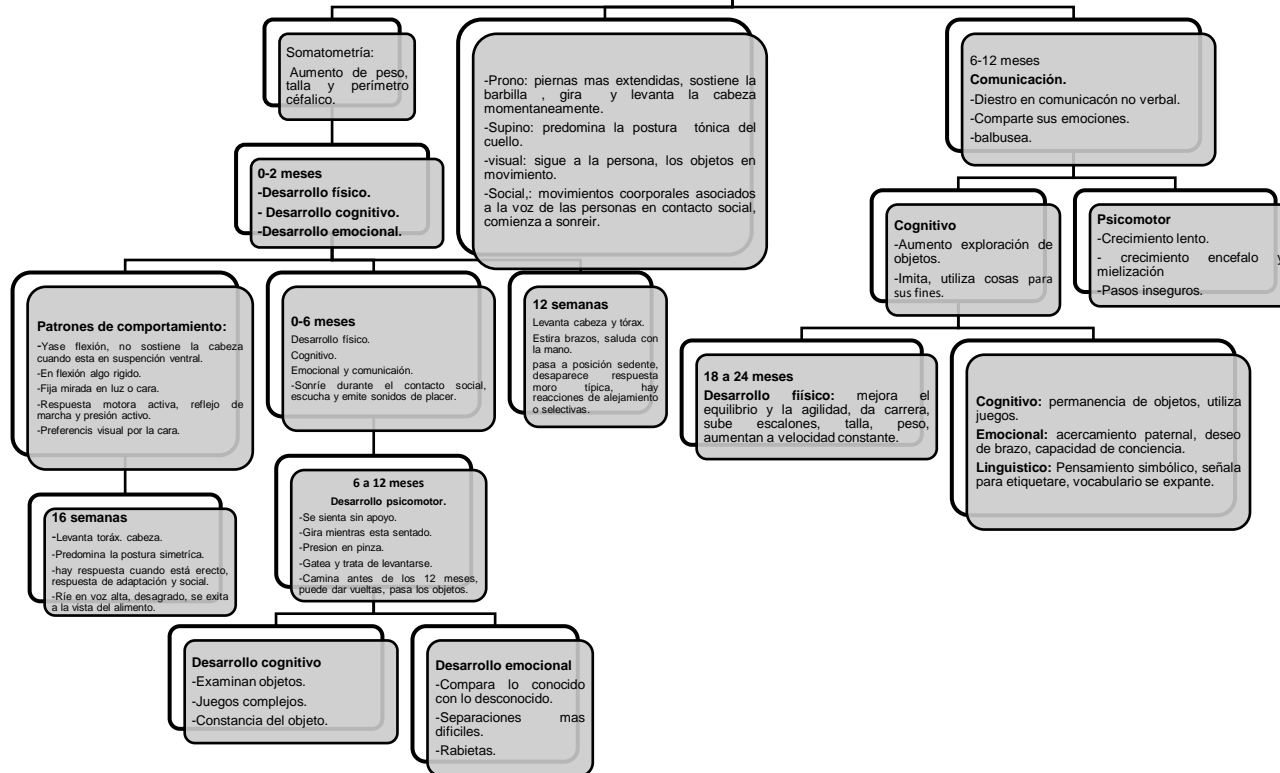 Somatometría:
Aumento de peso,
talla y perímetro
céfalico.
-Prono: piernas mas extendidas, sostiene la
barbilla , gira y levanta la cabeza
momentaneamente.
-Supino: predomina la postura tónica del
cuello.
-visual: sigue a la persona, los objetos en
movimiento.
-Social,: movimientos coorporales asociados
a la voz de las personas en contacto social,
comienza a sonreir.
6-12 meses
Comunicación.
-Diestro en comunicacón no verbal.
-Comparte sus emociones.
-balbusea.
0-2 meses
-Desarrollo físico.
- Desarrollo cognitivo.
-Desarrollo emocional.
Cognitivo
-Aumento exploración de
objetos.
-Imita, utiliza cosas para
sus fines.
Psicomotor
-Crecimiento lento.
- crecimiento encefalo y
mielización
-Pasos inseguros.
Patrones de comportamiento:
-Yase flexión, no sostiene la cabeza
cuando esta en suspención ventral.
-En flexión algo rigido.
-Fija mirada en luz o cara.
-Respuesta motora activa, reflejo de
marcha y presión activo.
-Preferencis visual por la cara.
0-6 meses
Desarrollo físico.
Cognitivo.
Emocional y comunicación.
-Sonríe durante el contacto social,
escucha y emite sonidos de placer.
12 semanas
Levanta cabeza y tórax.
Estira brazos, saluda con
la mano.
pasa a posición sedente,
desaparece respuesta
moro típica, hay
reacciones de alejamiento
o selectivas.
18 a 24 meses
Desarrollo fíísico: mejora el
equilibrio y la agilidad, da carrera,
sube escalones, talla, peso,
aumentan a velocidad constante.
Cognitivo: permanencia de objetos, utiliza
juegos.
Emocional: acercamiento paternal, deseo
de brazo, capacidad de conciencia.
Linguistico: Pensamiento simbólico, señala
para etiquetare, vocabulario se expante.
16 semanas
-Levanta toráx. cabeza.
-Predomina la postura simetríca.
-hay respuesta cuando está erecto,
respuesta de adaptación y social.
-Ríe en voz alta, desagrado, se exita
a la vista del alimento.
6 a 12 meses
Desarrollo psicomotor.
-Se sienta sin apoyo.
-Gira mientras esta sentado.
-Presion en pinza.
-Gatea y trata de levantarse.
-Camina antes de los 12 meses,
puede dar vueltas, pasa los objetos.
Desarrollo cognitivo
-Examinan objetos.
-Juegos complejos.
-Constancia del objeto.
Desarrollo emocional
-Compara lo conocido
con lo desconocido.
-Separaciones mas
dificiles.
-Rabietas.